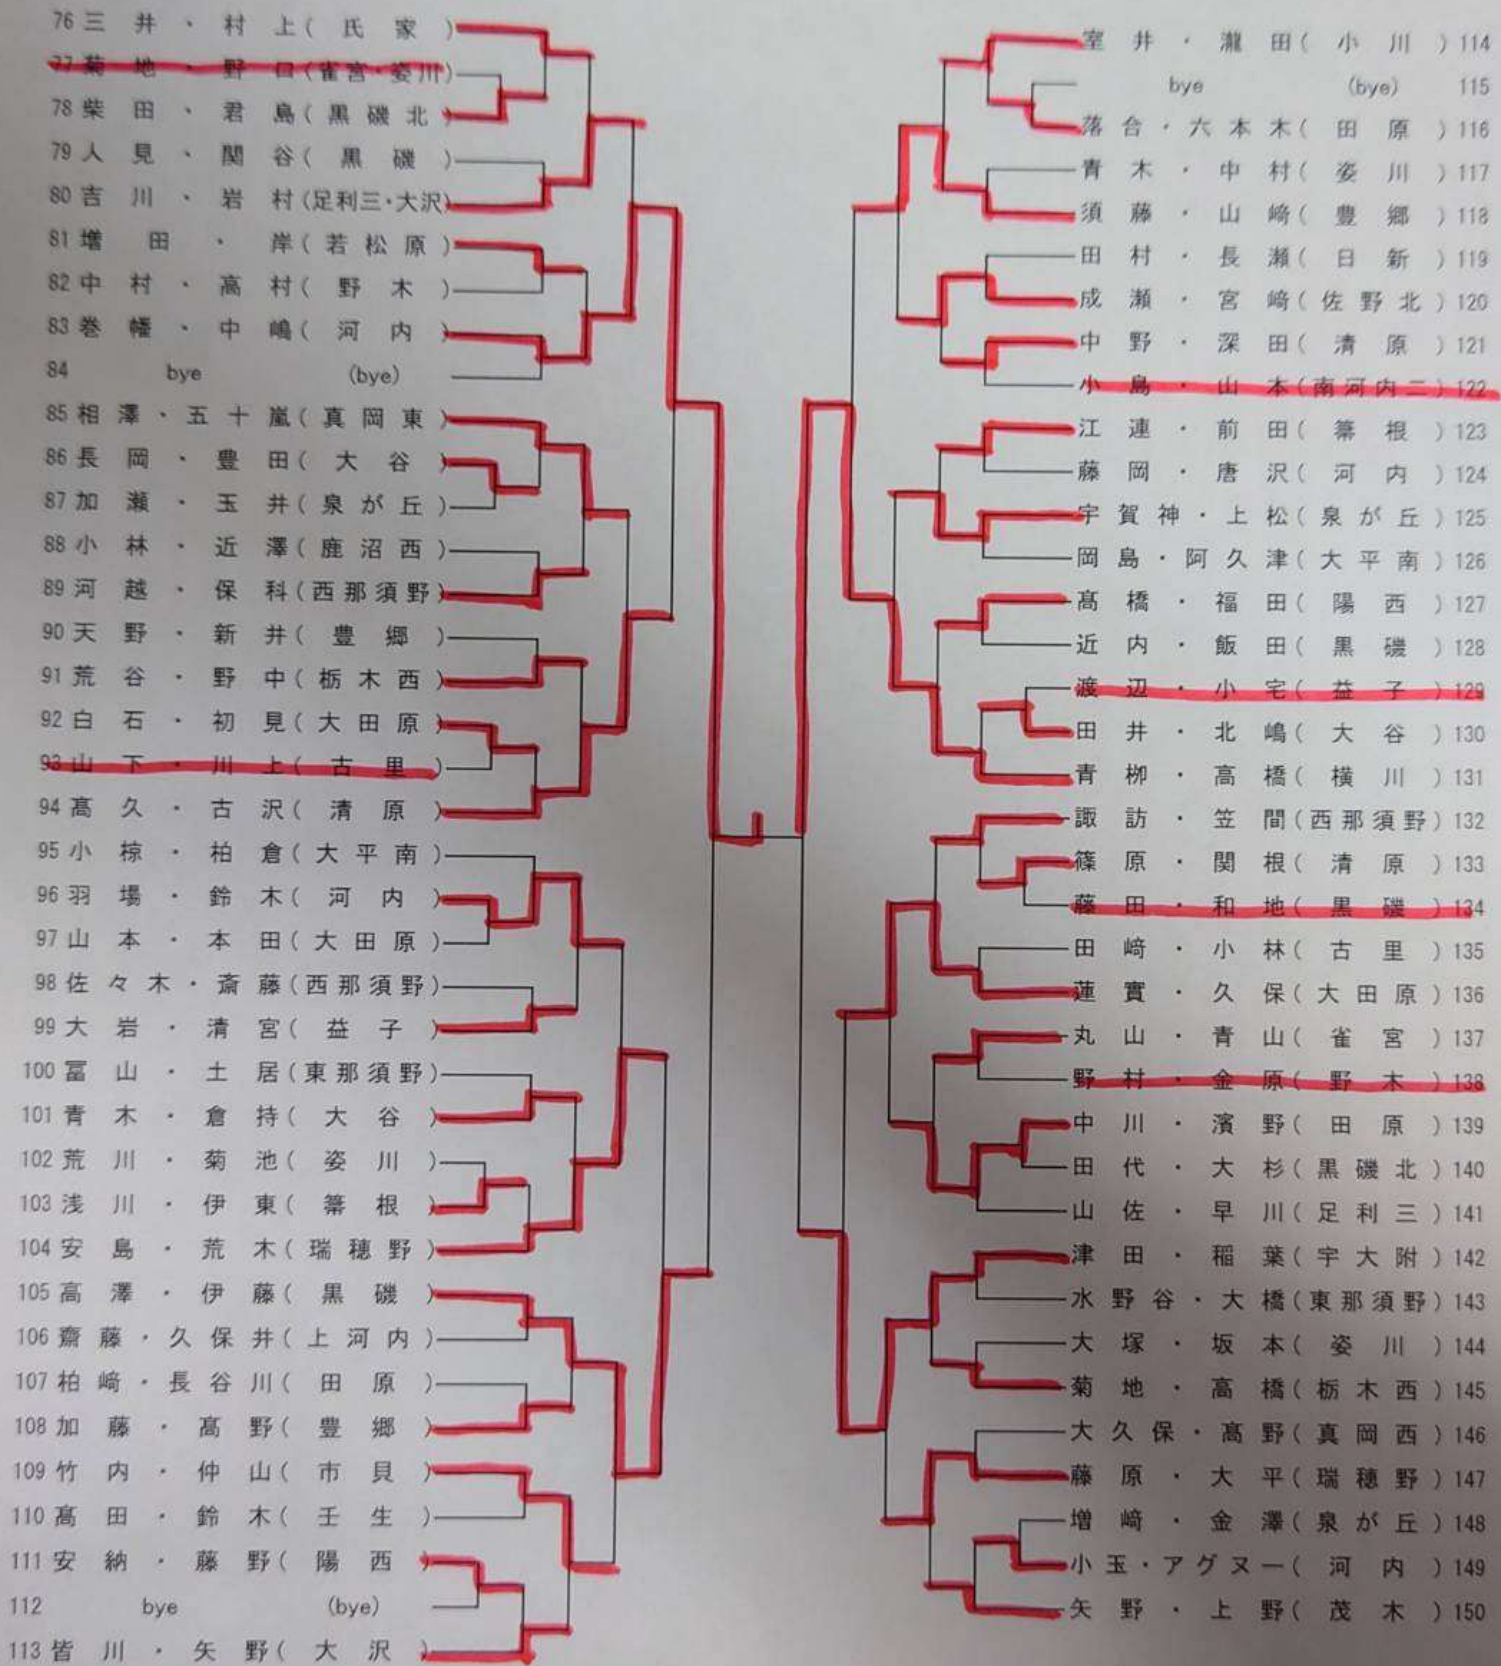 76 三井・村上(氏家)
77 菊地・野口(雀宮・姿川)
78 柴田・君島(黒磯北)
79 人見・関谷(黒磯)
80 吉川・岩村(足利三・大沢)
81 増田・岸(若松原)
82 中村・高村(野木)
83 巻幡・中嶋(河内)
84 bye (bye)
85 相澤・五十嵐(真岡東)
86 長岡・豊田(大谷)
87 加瀬・玉井(泉が丘)
88 小林・近澤(鹿沼西)
89 河越・保科(西那須野)
90 天野・新井(豊郷)
91 荒谷・野中(栃木西)
92 白石・初見(大田原)
93 山下・川上(古里)
94 髙久・古沢(清原)
95 小椋・柏倉(大平南)
96 羽場・鈴木(河内)
97 山本・本田(大田原)
98 佐々木・斎藤(西那須野)
99 大岩・清宮(益子)
100 冨山・土居(東那須野)
101 青木・倉持(大谷)
102 荒川・菊池(姿川)
103 浅川・伊東(箒根)
104 安島・荒木(瑞穂野)
105 高澤・伊藤(黒磯)
106 齋藤・久保井(上河内)
107 柏崎・長谷川(田原)
108 加藤・髙野(豊郷)
109 竹内・仲山(市貝)
110 髙田・鈴木(壬生)
111 安納・藤野(陽西)
112 bye (bye)
113 皆川・矢野(大沢)
室井・瀧田(小川)114
bye (bye) 115
落合・六本木(田原)116
青木・中村(姿川)117
須藤・山﨑(豊郷)118
田村・長瀬(日新)119
成瀬・宮﨑(佐野北)120
中野・深田(清原)121
小島・山本(南河内二)122
江連・前田(箒根)123
藤岡・唐沢(河内)124
宇賀神・上松(泉が丘)125
岡島・阿久津(大平南)126
髙橋・福田(陽西)127
近内・飯田(黒磯)128
渡辺・小宅(益子)129
田井・北嶋(大谷)130
青栁・高橋(横川)131
諏訪・笠間(西那須野)132
篠原・関根(清原)133
藤田・和地(黒磯)134
田﨑・小林(古里)135
蓮實・久保(大田原)136
丸山・青山(雀宮)137
野村・金原(野木)138
中川・濱野(田原)139
田代・大杉(黒磯北)140
山佐・早川(足利三)141
津田・稲葉(宇大附)142
水野谷・大橋(東那須野)143
大塚・坂本(姿川)144
菊地・高橋(栃木西)145
大久保・髙野(真岡西)146
藤原・大平(瑞穂野)147
増﨑・金澤(泉が丘)148
小玉・アグヌー(河内)149
矢野・上野(茂木)150